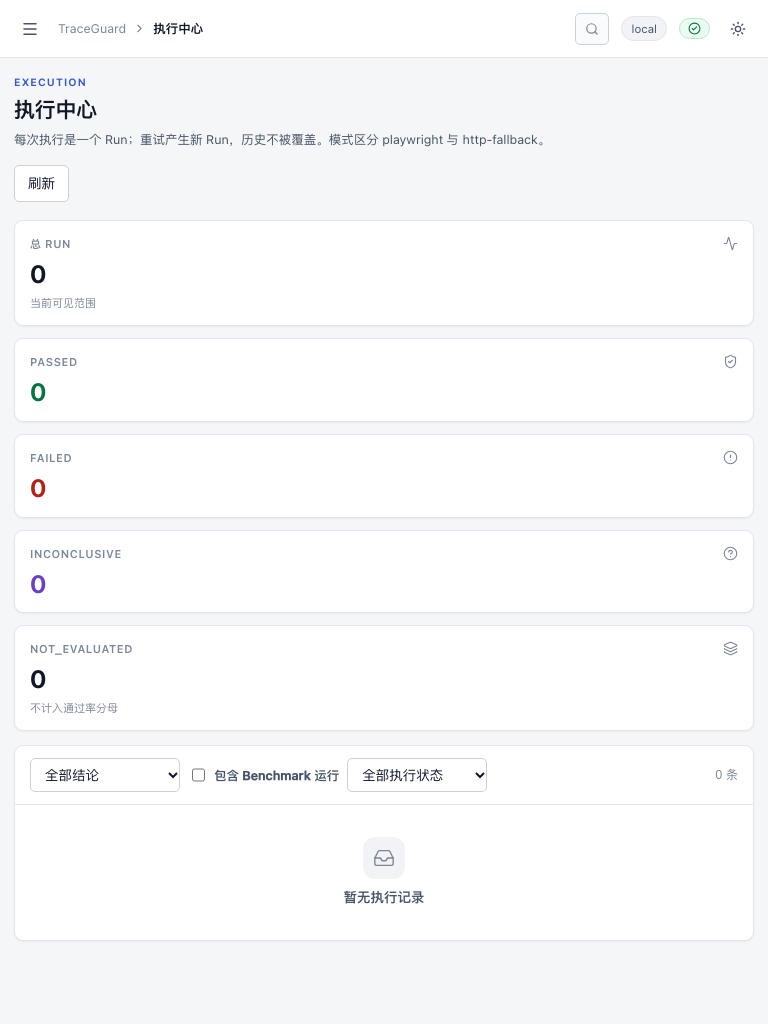 TraceGuard > 执行中心
local
EXECUTION
执行中心
每次执行是一个 Run；重试产生新 Run，历史不被覆盖。模式区分 playwright 与 http-fallback。
刷新
总 RUN
0
当前可见范围
PASSED
0
FAILED
0
INCONCLUSIVE
0
NOT_EVALUATED
0
不计入通过率分母
全部结论 包含 Benchmark 运行 全部执行状态 0 条
暂无执行记录